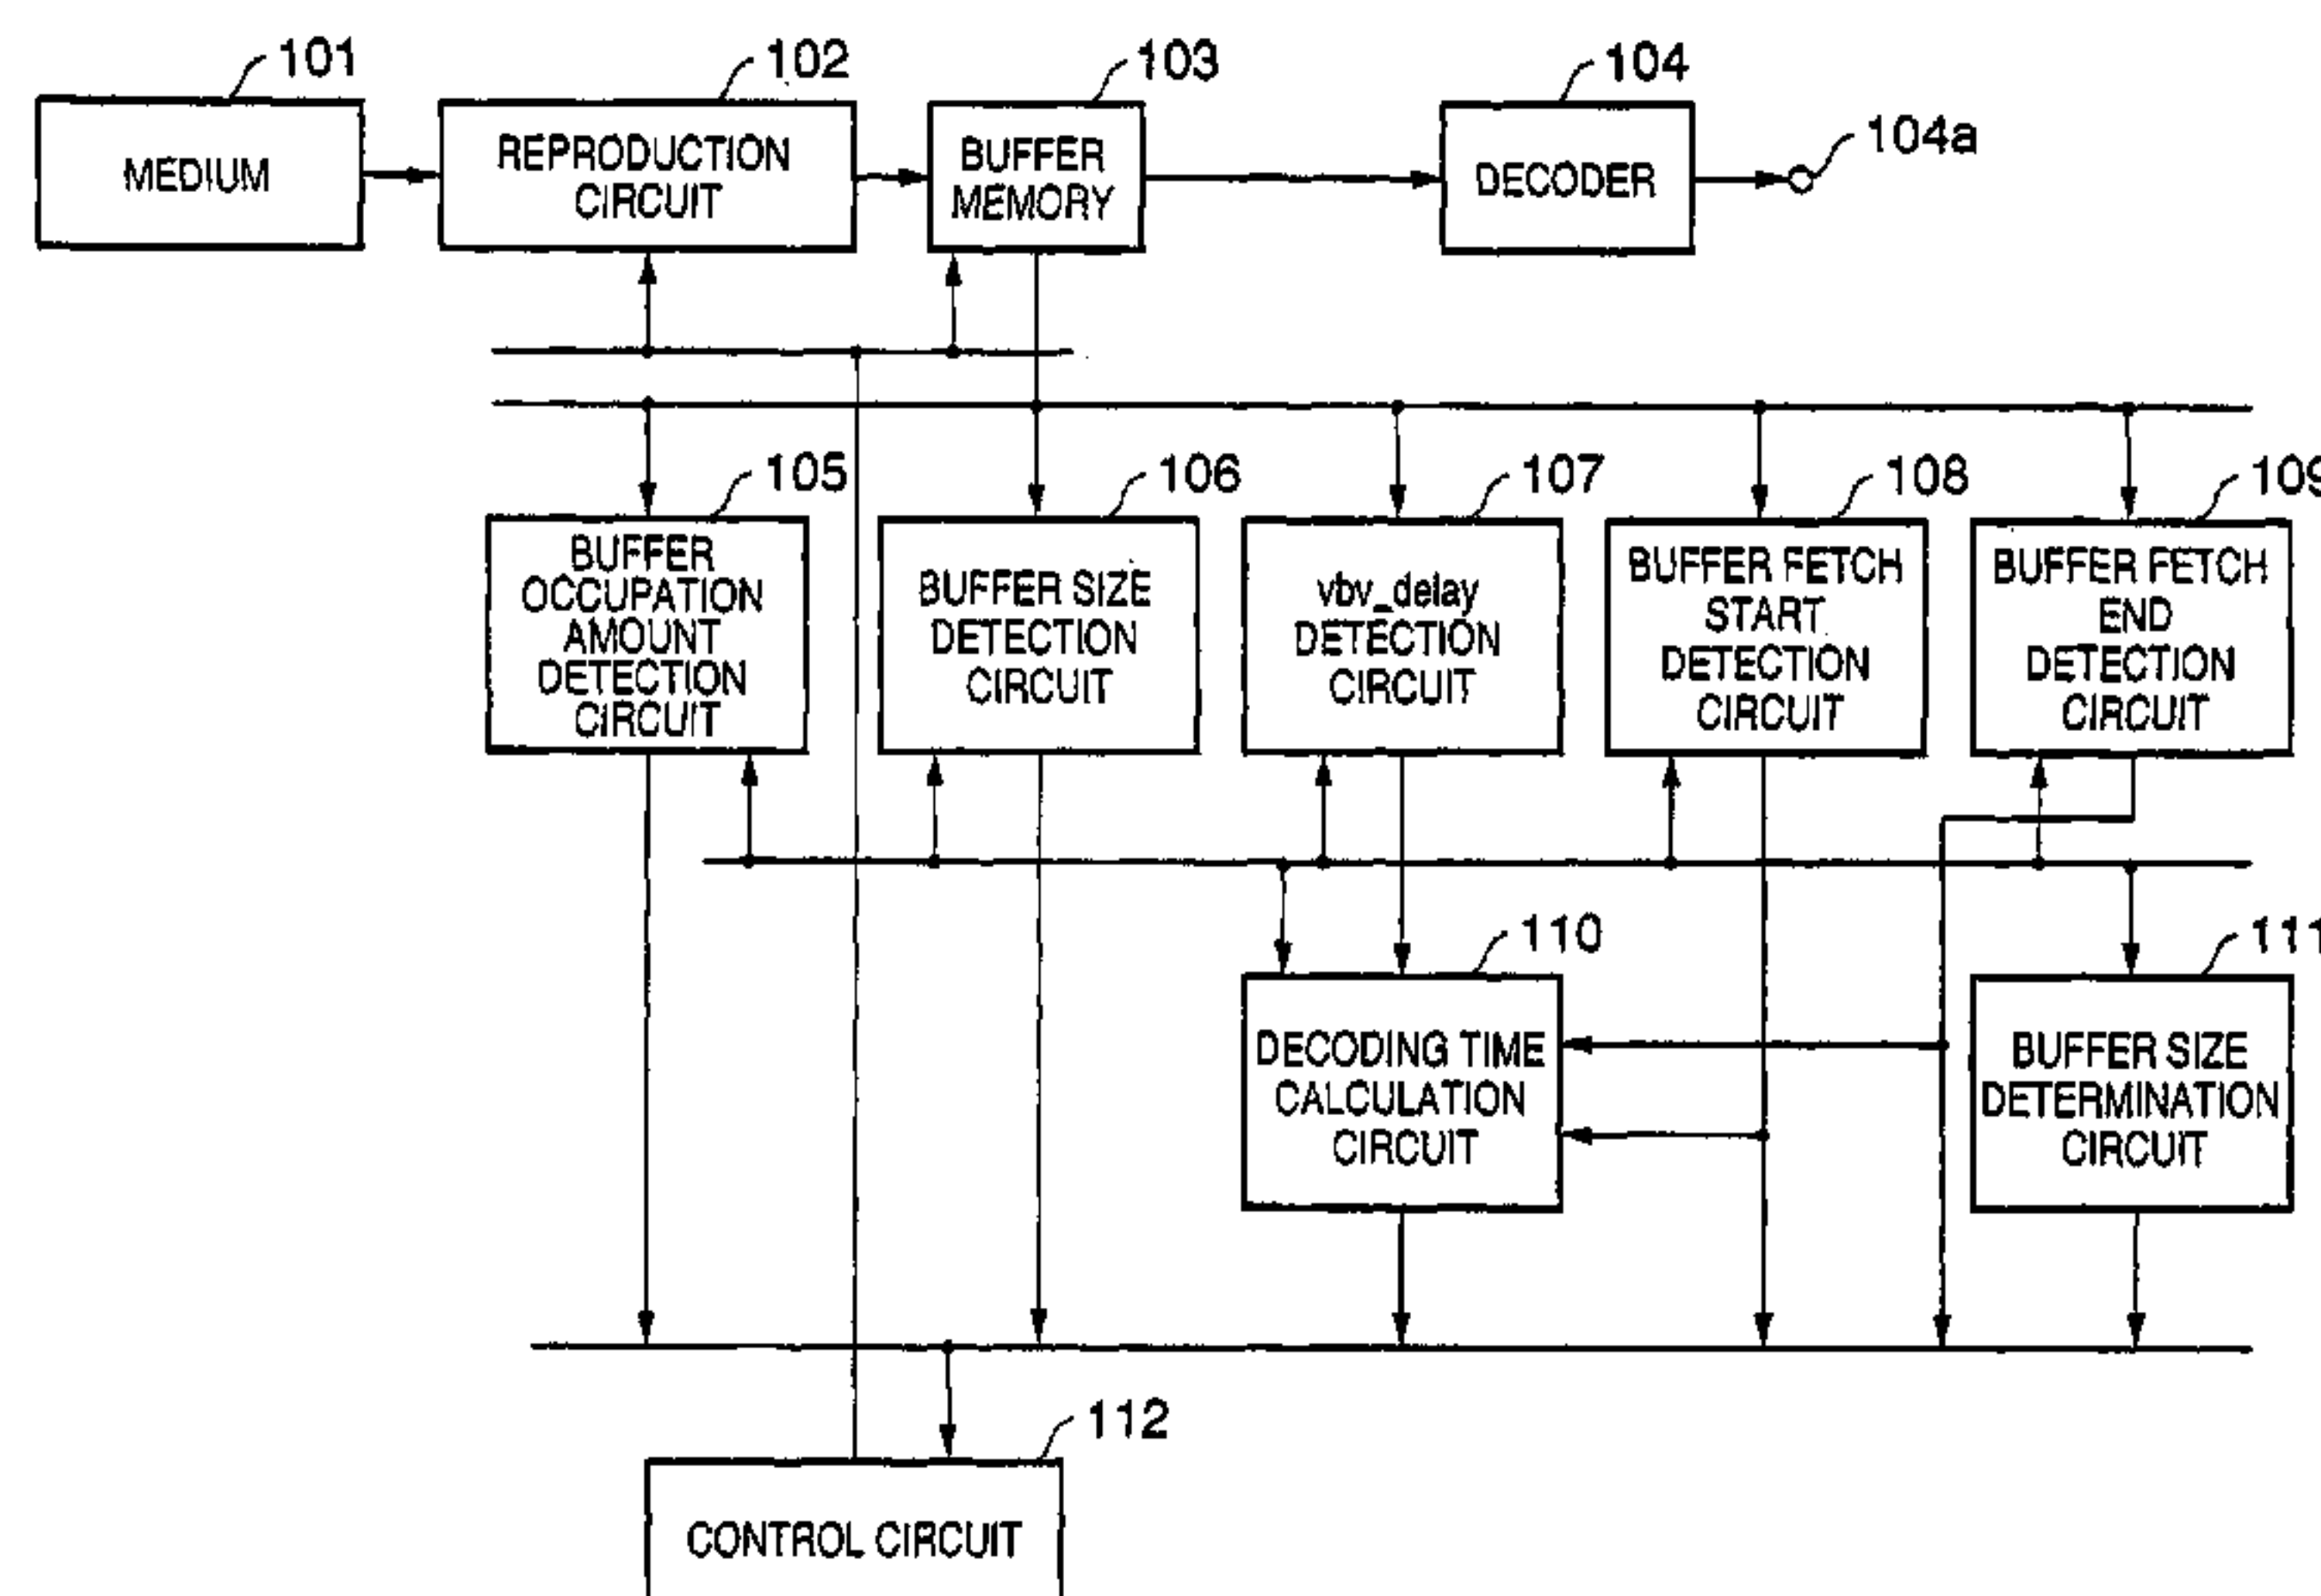 101
102
103
104
104a
MEDIUM
REPRODUCTION
CIRCUIT
BUFFER
MEMORY
DECODER
105
106
107
108
109
BUFFER
OCCUPATION
AMOUNT
DETECTION
CIRCUIT
BUFFER SIZE
DETECTION
CIRCUIT
vbv_delay
DETECTION
CIRCUIT
BUFFER FETCH
START
DETECTION
CIRCUIT
BUFFER FETCH
END
DETECTION
CIRCUIT
110
111
DECODING TIME
CALCULATION
CIRCUIT
BUFFER SIZE
DETERMINATION
CIRCUIT
112
CONTROL CIRCUIT